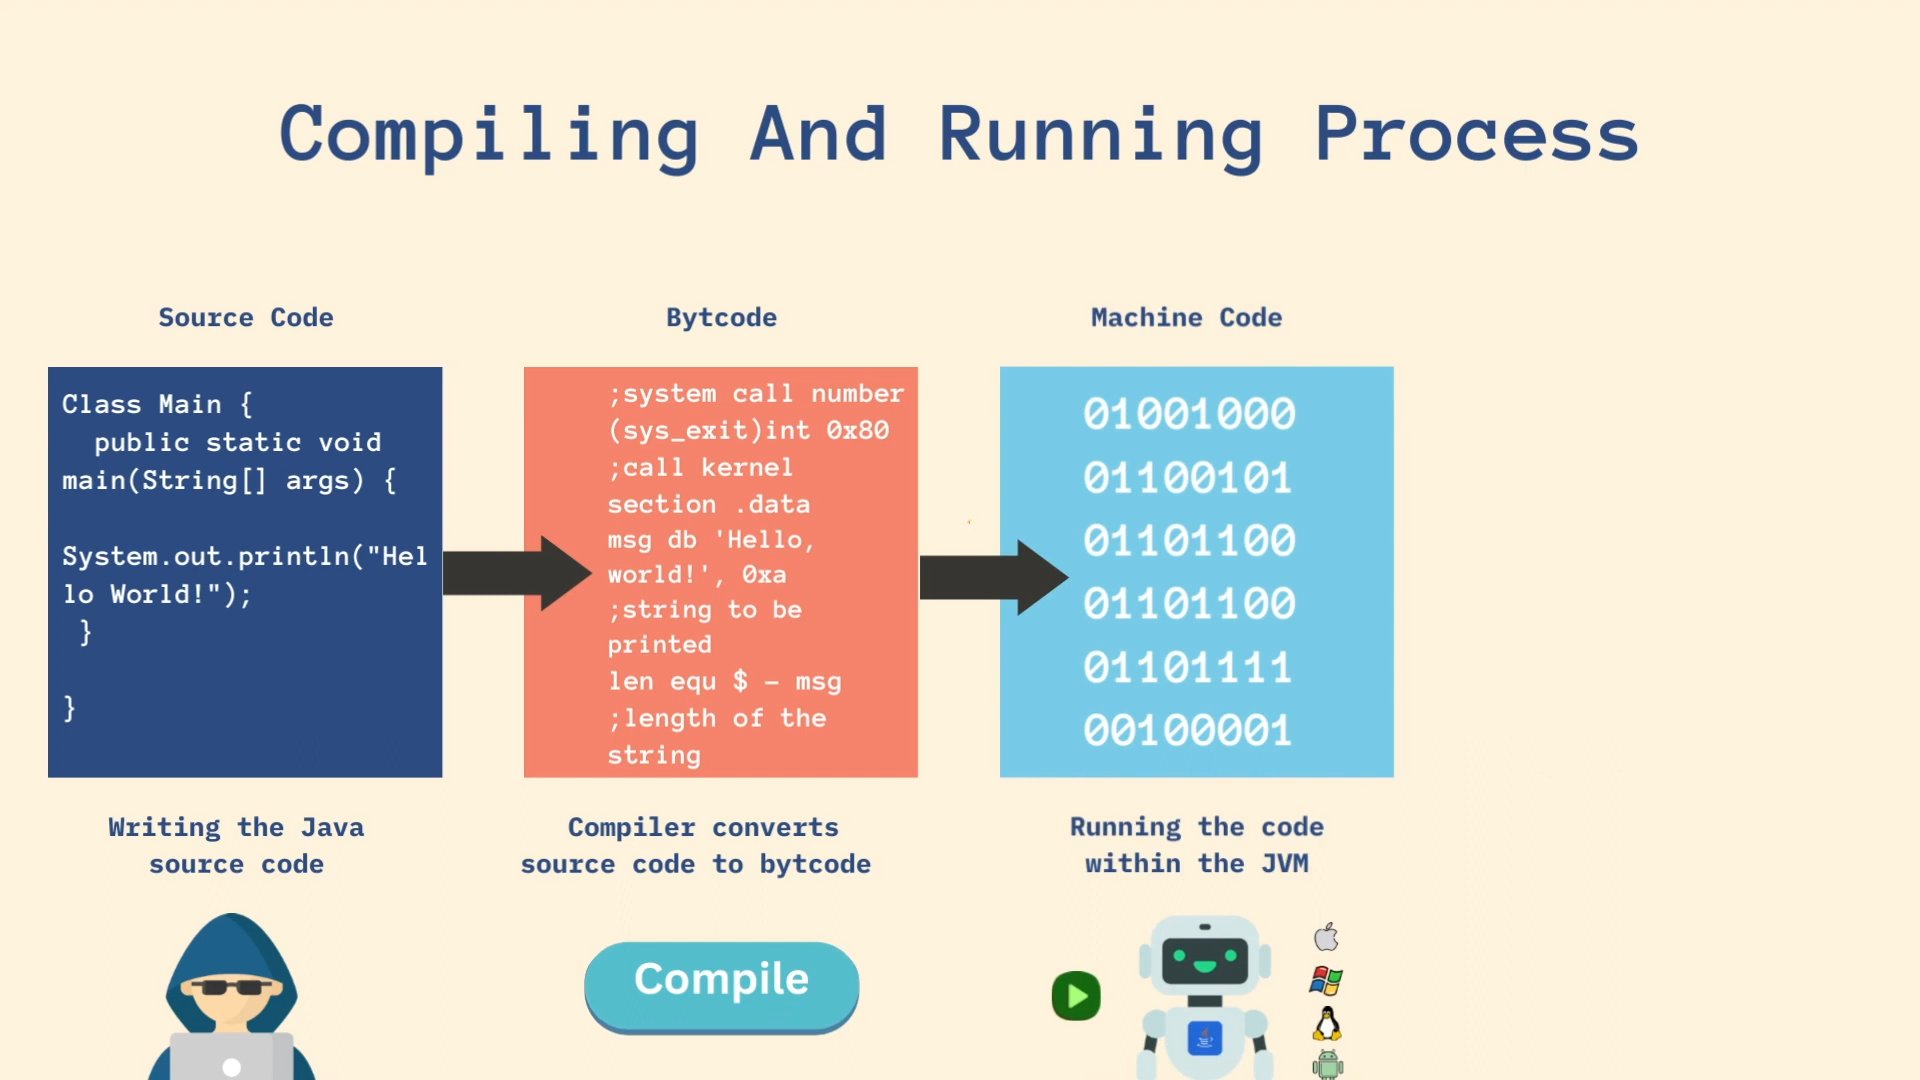 Compiling And Running Process
Source Code
Class Main {
public static void
main(String[] args) {
System.out.println("Hel
lo World!");
}
}
Writing the Java
source code
Bytcode
;system call number
(sys_exit)int 0x80
;call kernel
section .data
msg db 'Hello,
world!', 0xa
;string to be
printed
len equ $ – msg
;length of the
string
Compiler converts
source code to bytcode
Compile
Machine Code
01001000
01100101
01101100
01101100
01101111
00100001
Running the code
within the JVM